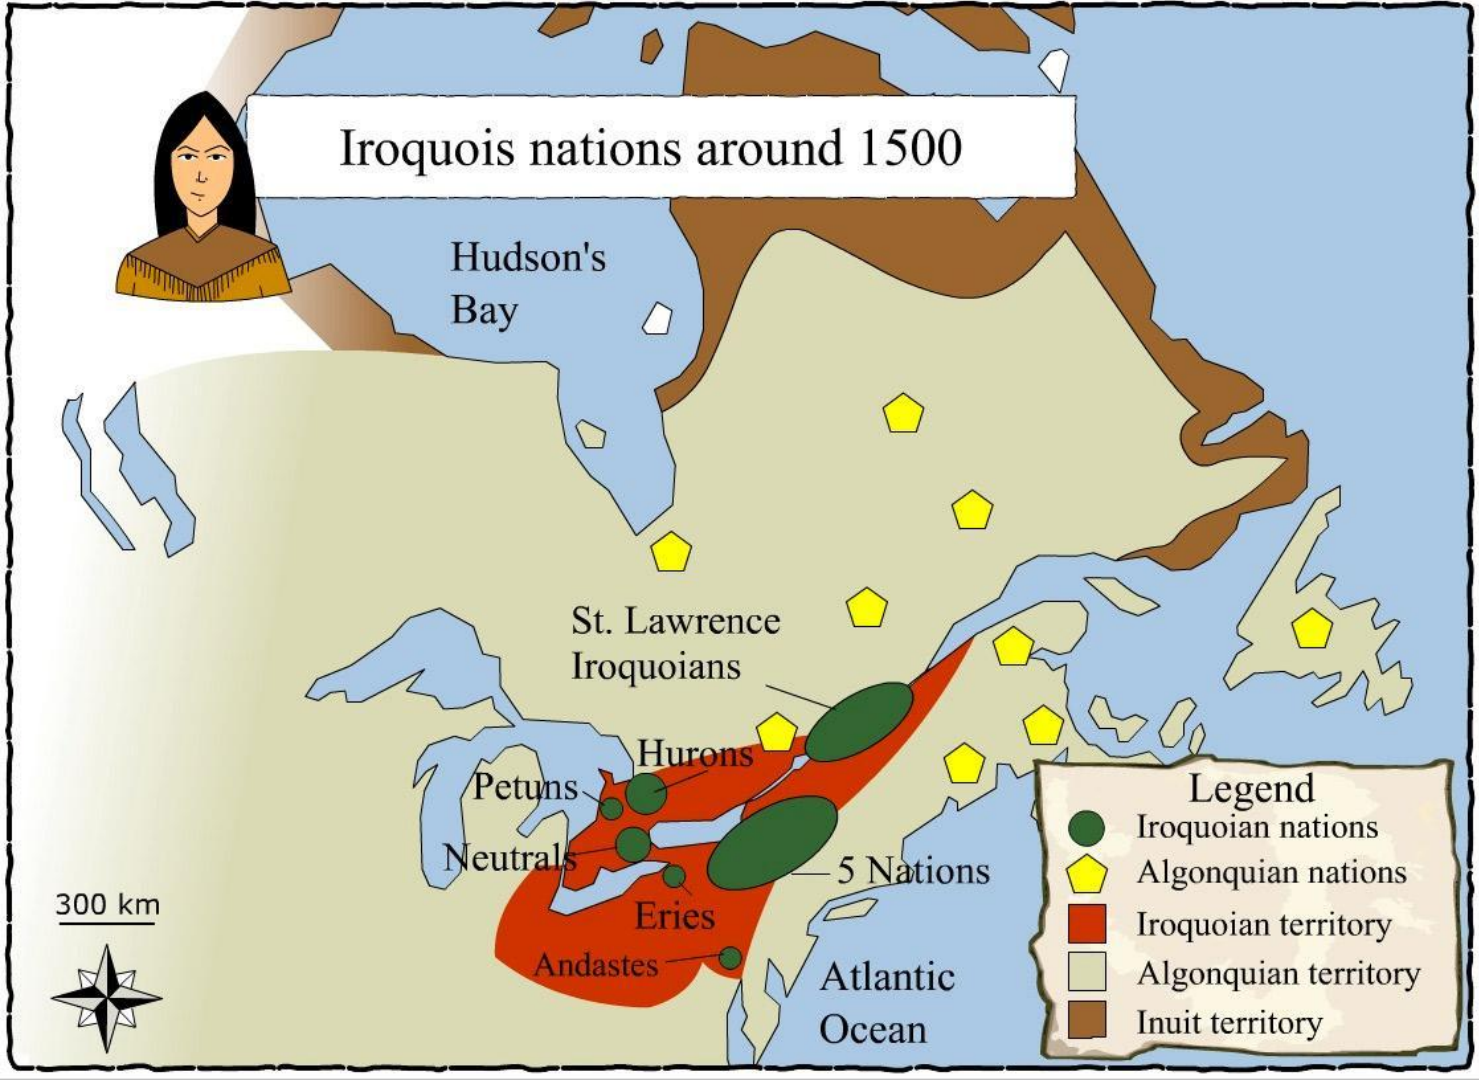 Iroquois nations around 1500
Hudson's
Bay
St. Lawrence
Iroquoians
Hurons
Petuns
Neutrals
5 Nations
Eries
Andastes
300 km
Atlantic
Ocean
Legend
Iroquoian nations
Algonquian nations
Iroquoian territory
Algonquian territory
Inuit territory